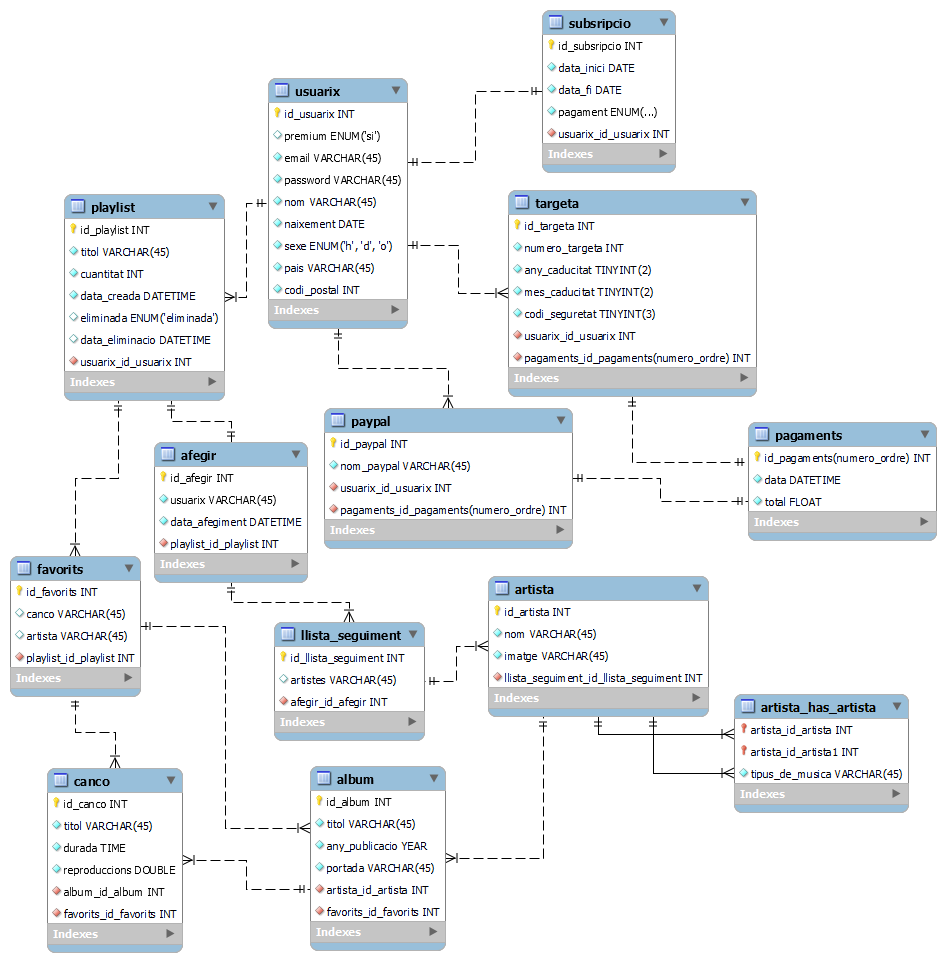 subsripcio
id_subsripcio INT
data_inici DATE
data_fi DATE
pagament ENUM(...)
usuarix_id_usuarix INT
Indexes
usuarix
id_usuarix INT
premium ENUM('si')
email VARCHAR(45)
password VARCHAR(45)
nom VARCHAR(45)
naixement DATE
sexe ENUM('h', 'd', 'o')
pais VARCHAR(45)
codi_postal INT
Indexes
playlist
id_playlist INT
titol VARCHAR(45)
cuantitat INT
data_creada DATETIME
eliminada ENUM('eliminada')
data_eliminacio DATETIME
usuarix_id_usuarix INT
Indexes
targeta
id_targeta INT
numero_targeta INT
any_caducitat TINYINT(2)
mes_caducitat TINYINT(2)
codi_seguretat TINYINT(3)
usuarix_id_usuarix INT
pagaments_id_pagaments(numero_ordre) INT
Indexes
paypal
id_paypal INT
nom_paypal VARCHAR(45)
usuarix_id_usuarix INT
pagaments_id_pagaments(numero_ordre) INT
Indexes
pagaments
id_pagaments(numero_ordre) INT
data DATETIME
total FLOAT
Indexes
afegir
id_afegir INT
usuarix VARCHAR(45)
data_afegiment DATETIME
playlist_id_playlist INT
Indexes
favorits
id_favorits INT
canco VARCHAR(45)
artista VARCHAR(45)
playlist_id_playlist INT
Indexes
llista_seguiment
id_llista_seguiment INT
artistes VARCHAR(45)
afegir_id_afegir INT
Indexes
artista
id_artista INT
nom VARCHAR(45)
imatge VARCHAR(45)
llista_seguiment_id_llista_seguiment INT
Indexes
artista_has_artista
artista_id_artista INT
artista_id_artista1 INT
tipus_de_musica VARCHAR(45)
Indexes
canco
id_canco INT
titol VARCHAR(45)
durada TIME
reproduccions DOUBLE
album_id_album INT
favorits_id_favorits INT
Indexes
album
id_album INT
titol VARCHAR(45)
any_publicacio YEAR
portada VARCHAR(45)
artista_id_artista INT
favorits_id_favorits INT
Indexes